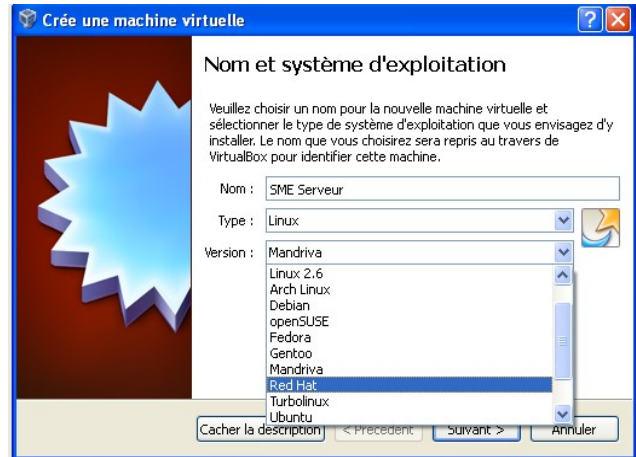 Crée une machine virtuelle
Nom et système d'exploitation
Veuillez choisir un nom pour la nouvelle machine virtuelle et
sélectionner le type de système d'exploitation que vous envisagez d'y
installer. Le nom que vous choisirez sera repris au travers de
VirtualBox pour identifier cette machine.
Nom : SME Serveur
Type : Linux
Version : Mandriva
Linux 2.6
Arch Linux
Debian
openSUSE
Fedora
Gentoo
Mandriva
Red Hat
Turbolinux
Ubuntu
Cacher la description < Précédent Suivant > Annuler